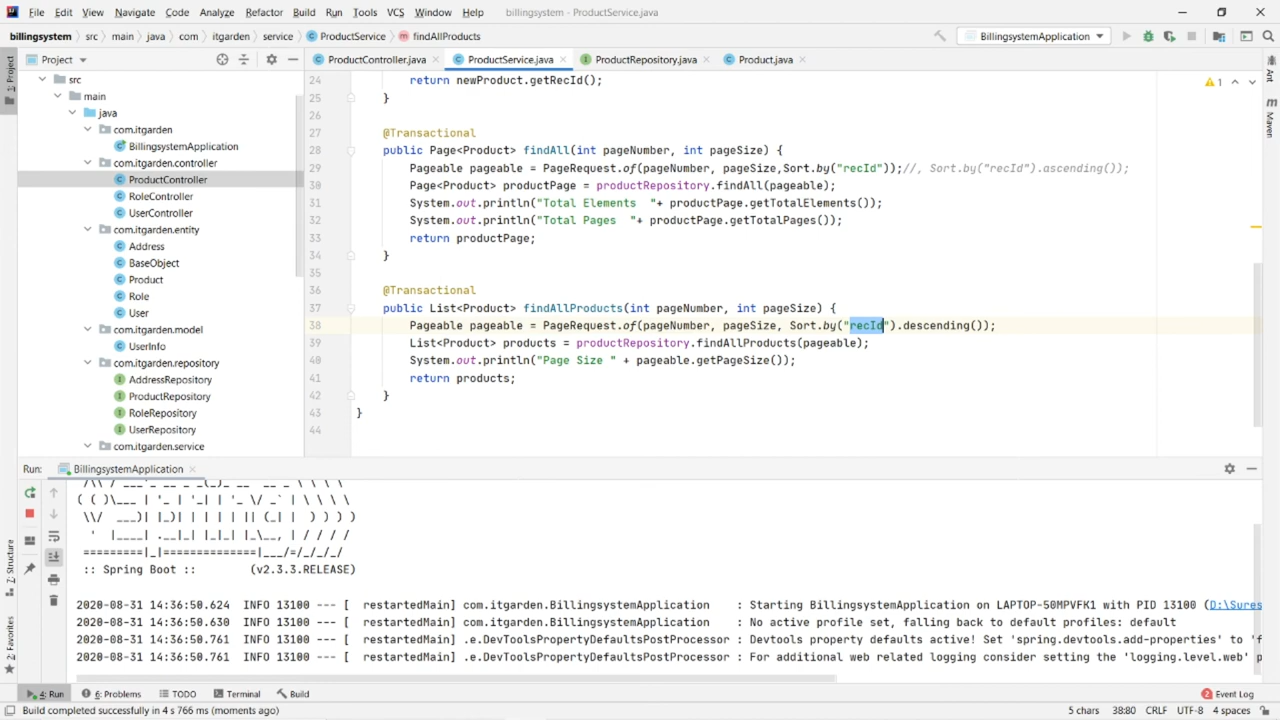 File Edit View Navigate Code Analyze Refactor Build Run Tools VCS Window Help billingsystem - ProductService.java
billingsystem src main java com itgarden service ProductService findAllProducts BillingsystemApplication
Project ProductController.java ProductService.java ProductRepository.java Product.java
1: Project
src
main
java
com.itgarden
BillingsystemApplication
com.itgarden.controller
ProductController
RoleController
UserController
com.itgarden.entity
Address
BaseObject
Product
Role
User
com.itgarden.model
UserInfo
com.itgarden.repository
AddressRepository
ProductRepository
RoleRepository
UserRepository
com.itgarden.service
24 return newProduct.getRecId();
25 }
26
27 @Transactional
28 public Page<Product> findAll(int pageNumber, int pageSize) {
29 Pageable pageable = PageRequest.of(pageNumber, pageSize,Sort.by("recId"));//, Sort.by("recId").ascending());
30 Page<Product> productPage = productRepository.findAll(pageable);
31 System.out.println("Total Elements  "+ productPage.getTotalElements());
32 System.out.println("Total Pages  "+ productPage.getTotalPages());
33 return productPage;
34 }
35
36 @Transactional
37 public List<Product> findAllProducts(int pageNumber, int pageSize) {
38 Pageable pageable = PageRequest.of(pageNumber, pageSize, Sort.by("recId").descending());
39 List<Product> products = productRepository.findAllProducts(pageable);
40 System.out.println("Page Size " + pageable.getPageSize());
41 return products;
42 }
43 }
44
1
Ant
Maven
Run: BillingsystemApplication
=========|_|==============|___/=/_/_/_/
:: Spring Boot :: (v2.3.3.RELEASE)
2020-08-31 14:36:50.624 INFO 13100 --- [ restartedMain] com.itgarden.BillingsystemApplication : Starting BillingsystemApplication on LAPTOP-50MPVFK1 with PID 13100 (D:\Sures
2020-08-31 14:36:50.630 INFO 13100 --- [ restartedMain] com.itgarden.BillingsystemApplication : No active profile set, falling back to default profiles: default
2020-08-31 14:36:50.761 INFO 13100 --- [ restartedMain] .e.DevToolsPropertyDefaultsPostProcessor : Devtools property defaults active! Set 'spring.devtools.add-properties' to 'f
2020-08-31 14:36:50.761 INFO 13100 --- [ restartedMain] .e.DevToolsPropertyDefaultsPostProcessor : For additional web related logging consider setting the 'logging.level.web' p
Z: Structure
2: Favorites
4: Run 6: Problems TODO Terminal Build 2 Event Log
Build completed successfully in 4 s 766 ms (moments ago) 5 chars 38:80 CRLF UTF-8 4 spaces